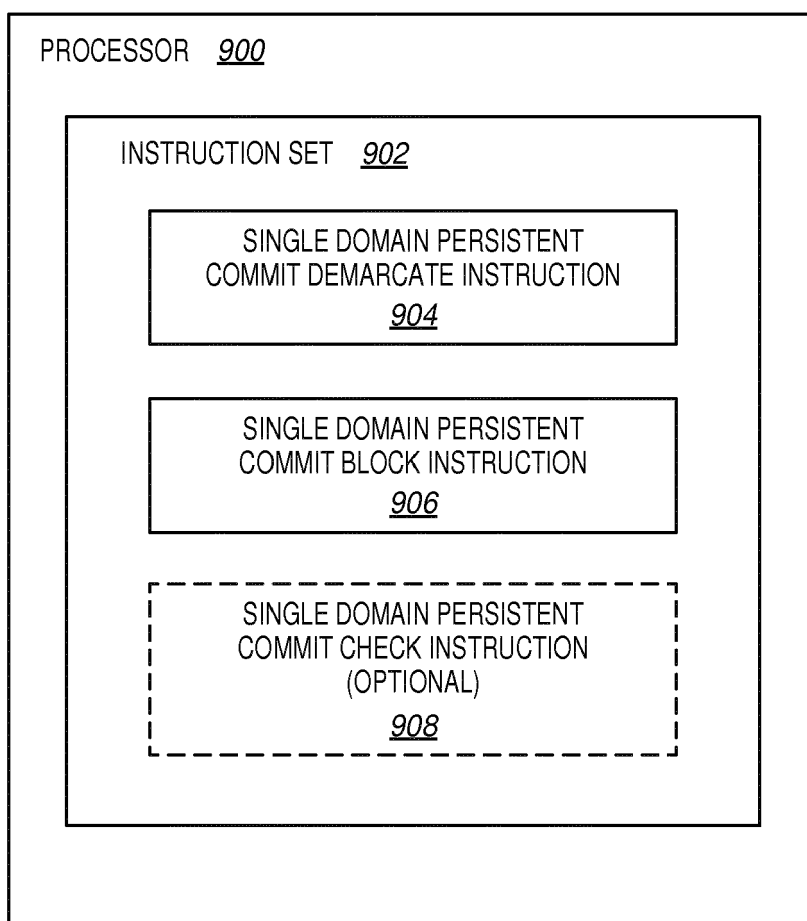 PROCESSOR 900
INSTRUCTION SET 902
SINGLE DOMAIN PERSISTENT
COMMIT DEMARCATE INSTRUCTION
904
SINGLE DOMAIN PERSISTENT
COMMIT BLOCK INSTRUCTION
906
SINGLE DOMAIN PERSISTENT
COMMIT CHECK INSTRUCTION
(OPTIONAL)
908